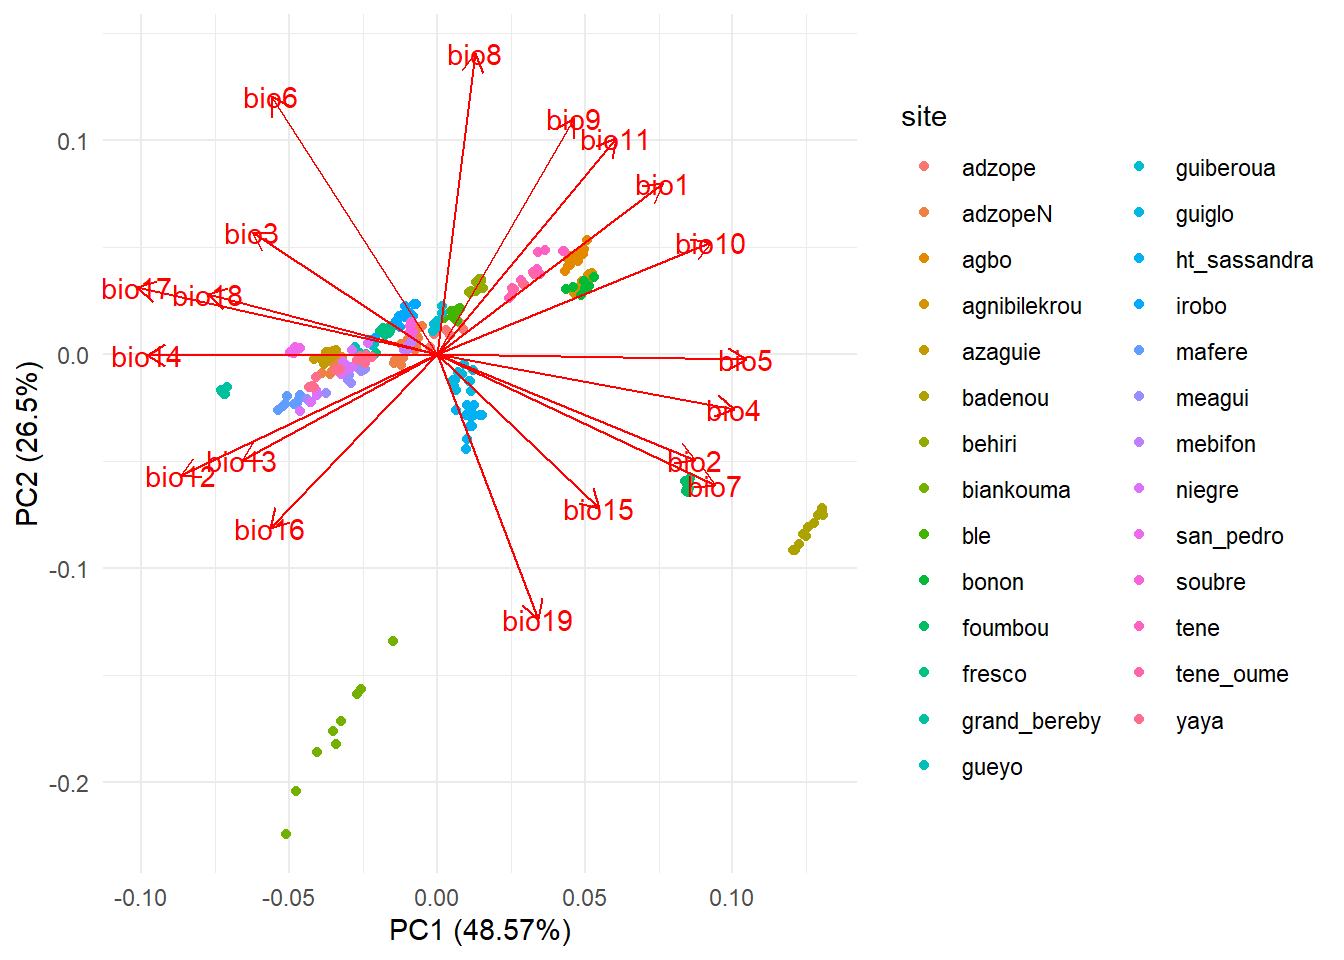 bio8
bio6
bio9
bio11
bio1
bio3
bio10
bio17
bio18
bio14
bio5
bio4
bio13
bio12
bio2
bio7
bio15
bio16
bio19
0.1
0.0
-0.1
-0.2
PC2 (26.5%)
-0.10
-0.05
0.00
0.05
0.10
PC1 (48.57%)
site
adzope
adzopeN
agbo
agnibilekrou
azaguie
badenou
behiri
biankouma
ble
bonon
foumbou
fresco
grand_bereby
gueyo
guiberoua
guiglo
ht_sassandra
irobo
mafere
meagui
mebifon
niegre
san_pedro
soubre
tene
tene_oume
yaya